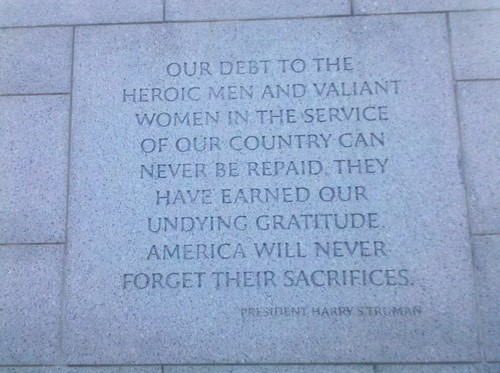 OUR DEBT TO THE
HEROIC MEN AND VALIANT
WOMEN IN THE SERVICE
OF OUR COUNTRY CAN
NEVER BE REPAID. THEY
HAVE EARNED OUR
UNDYING GRATITUDE.
AMERICA WILL NEVER
FORGET THEIR SACRIFICES.
PRESIDENT HARRY S TRUMAN